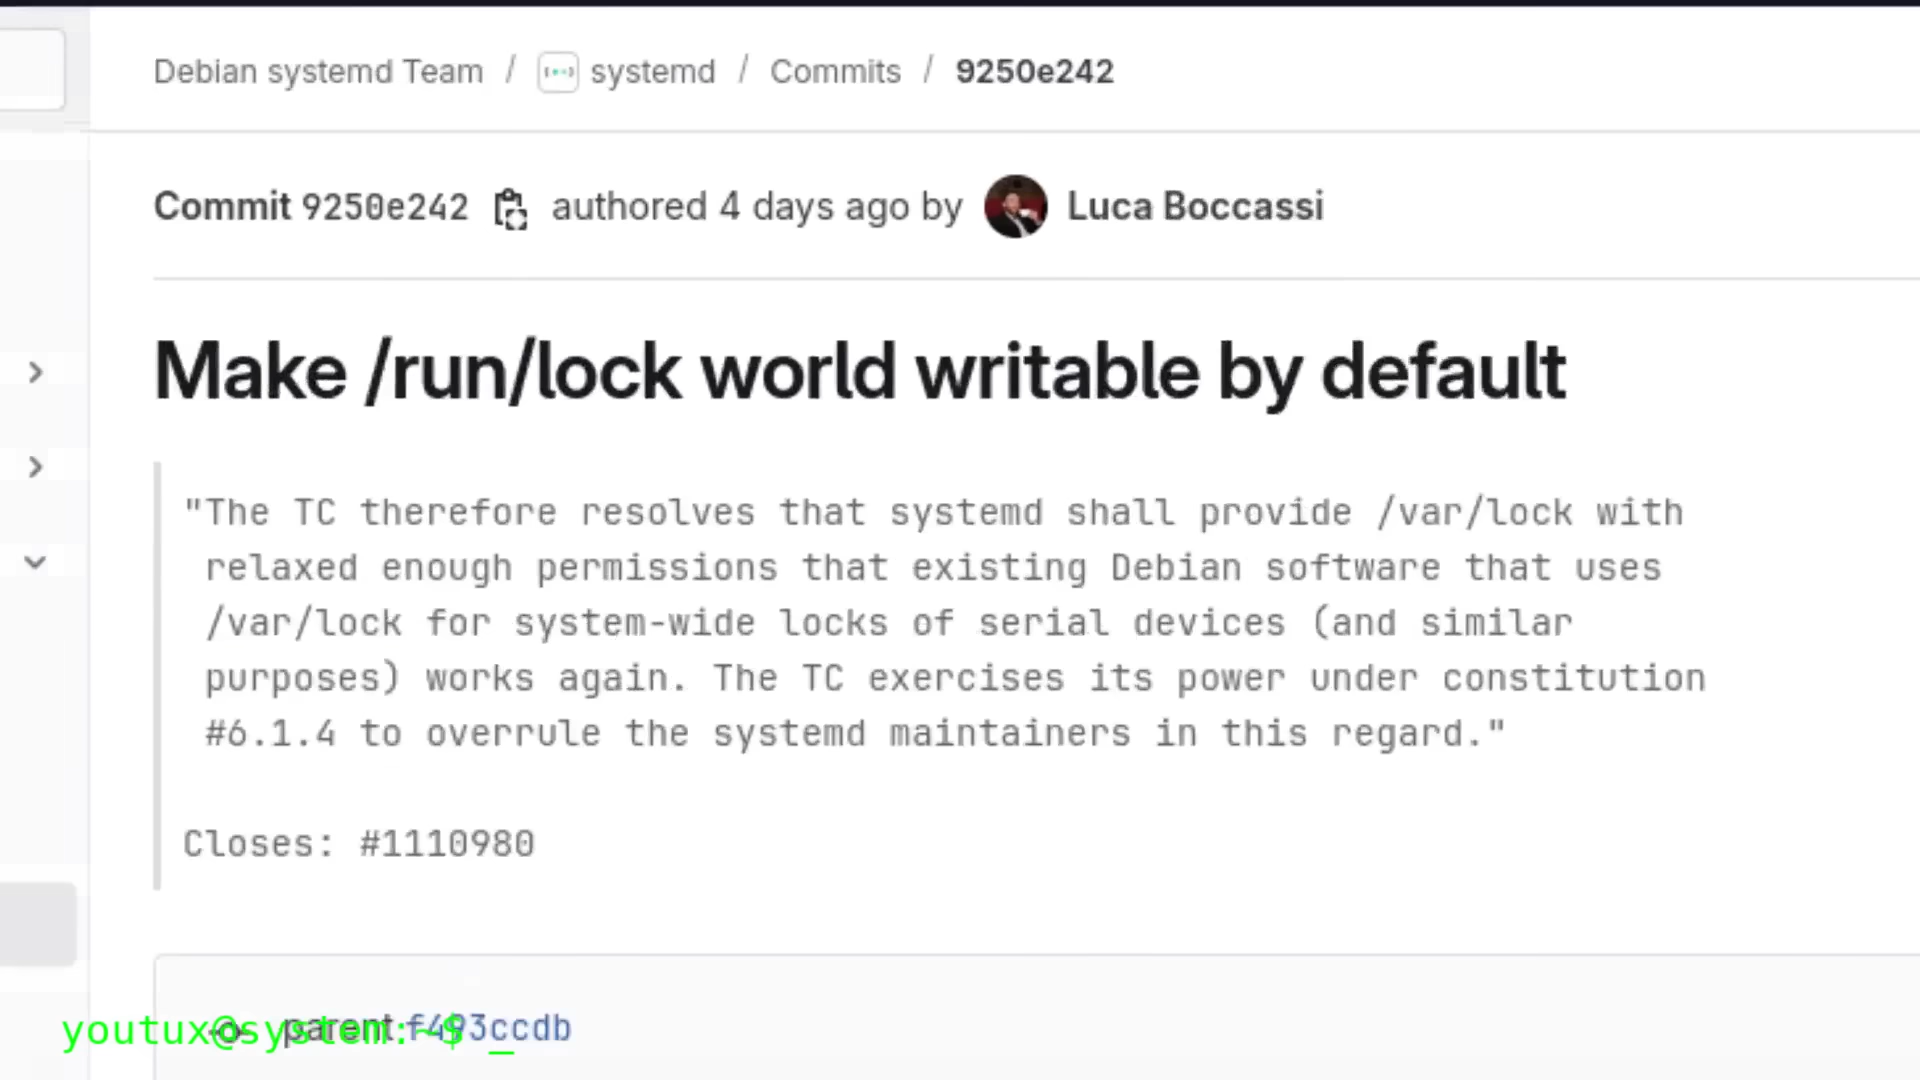 Debian systemd Team / systemd / Commits / 9250e242
Commit 9250e242 authored 4 days ago by Luca Boccassi
Make /run/lock world writable by default
"The TC therefore resolves that systemd shall provide /var/lock with
relaxed enough permissions that existing Debian software that uses
/var/lock for system-wide locks of serial devices (and similar
purposes) works again. The TC exercises its power under constitution
#6.1.4 to overrule the systemd maintainers in this regard."
Closes: #1110980
parent f493ccdb
youtux@system:~$ _